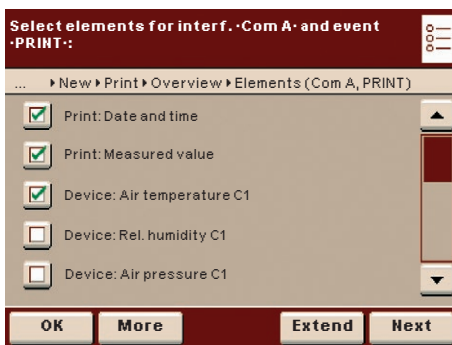 Select elements for interf. ·Com A· and event
·PRINT·:
... ▸New▸Print▸Overview▸Elements (Com A, PRINT)
Print: Date and time
Print: Measured value
Device: Air temperature C1
Device: Rel. humidity C1
Device: Air pressure C1
OK More Extend Next